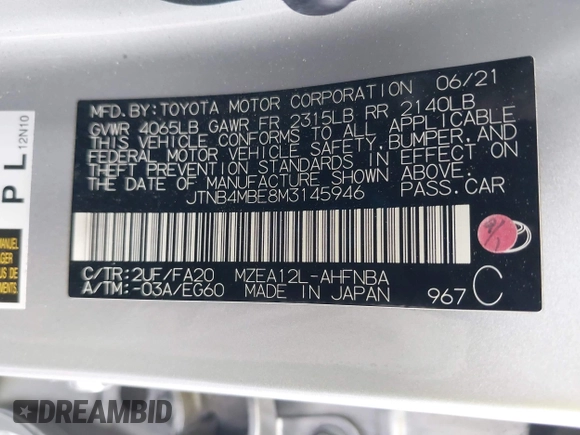 MFD.BY: TOYOTA MOTOR CORPORATION 06/21
GVWR 4065LB GAWR FR 2315LB RR 2140LB
THIS VEHICLE CONFORMS TO ALL APPLICABLE
FEDERAL MOTOR VEHICLE SAFETY, BUMPER, AND
THEFT PREVENTION STANDARDS IN EFFECT ON
THE DATE OF MANUFACTURE SHOWN ABOVE.
JTNB4MBE8M3145946 PASS.CAR
C/TR: 2UF/FA20 MZEA12L-AHFNBA
A/TM: -03A/EG60 MADE IN JAPAN 967 C
PL
12N10
Manual.
ements
DREAMBID